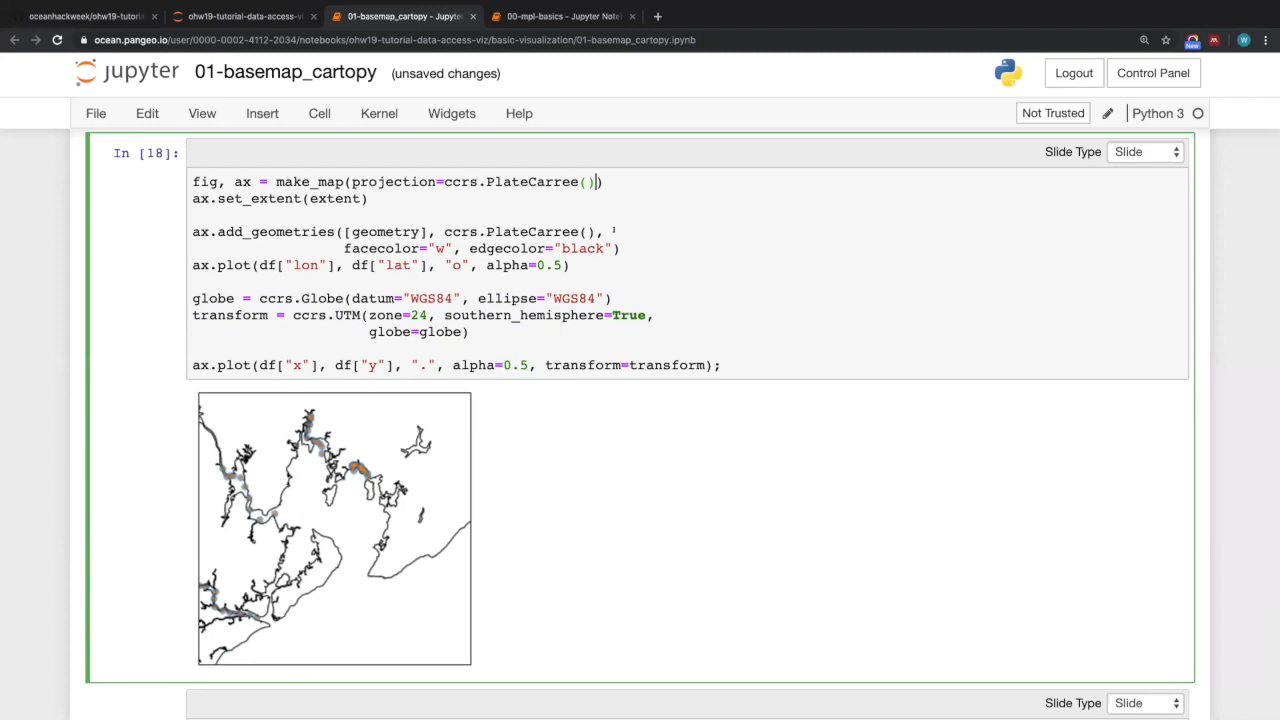 oceanhackweek/ohw19-tutoria
ohw19-tutorial-data-access-vi
01-basemap_cartopy - Jupyter
00-mpl-basics - Jupyter Note
ocean.pangeo.io/user/0000-0002-4112-2034/notebooks/ohw19-tutorial-data-access-viz/basic-visualization/01-basemap_cartopy.ipynb
New
W
jupyter 01-basemap_cartopy (unsaved changes)
Logout
Control Panel
File Edit View Insert Cell Kernel Widgets Help
Not Trusted
Python 3
In [18]:
Slide Type Slide
fig, ax = make_map(projection=ccrs.PlateCarree())
ax.set_extent(extent)
ax.add_geometries([geometry], ccrs.PlateCarree(),
facecolor="w", edgecolor="black")
ax.plot(df["lon"], df["lat"], "o", alpha=0.5)
globe = ccrs.Globe(datum="WGS84", ellipse="WGS84")
transform = ccrs.UTM(zone=24, southern_hemisphere=True,
globe=globe)
ax.plot(df["x"], df["y"], ".", alpha=0.5, transform=transform);
Slide Type Slide